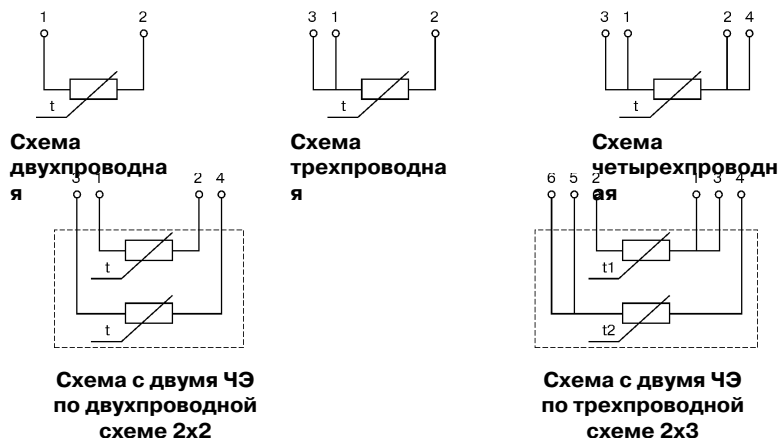 1 2
3 1 2
3 1 2 4
t
t
t
Схема
двухпроводна
я
Схема
трехпроводна
я
Схема
четырехпроводн
ая
3 1 2 4
t
t
6 5 2 1 3 4
t1
t2
Схема с двумя ЧЭ
по двухпроводной
схеме 2х2
Схема с двумя ЧЭ
по трехпроводной
схеме 2х3